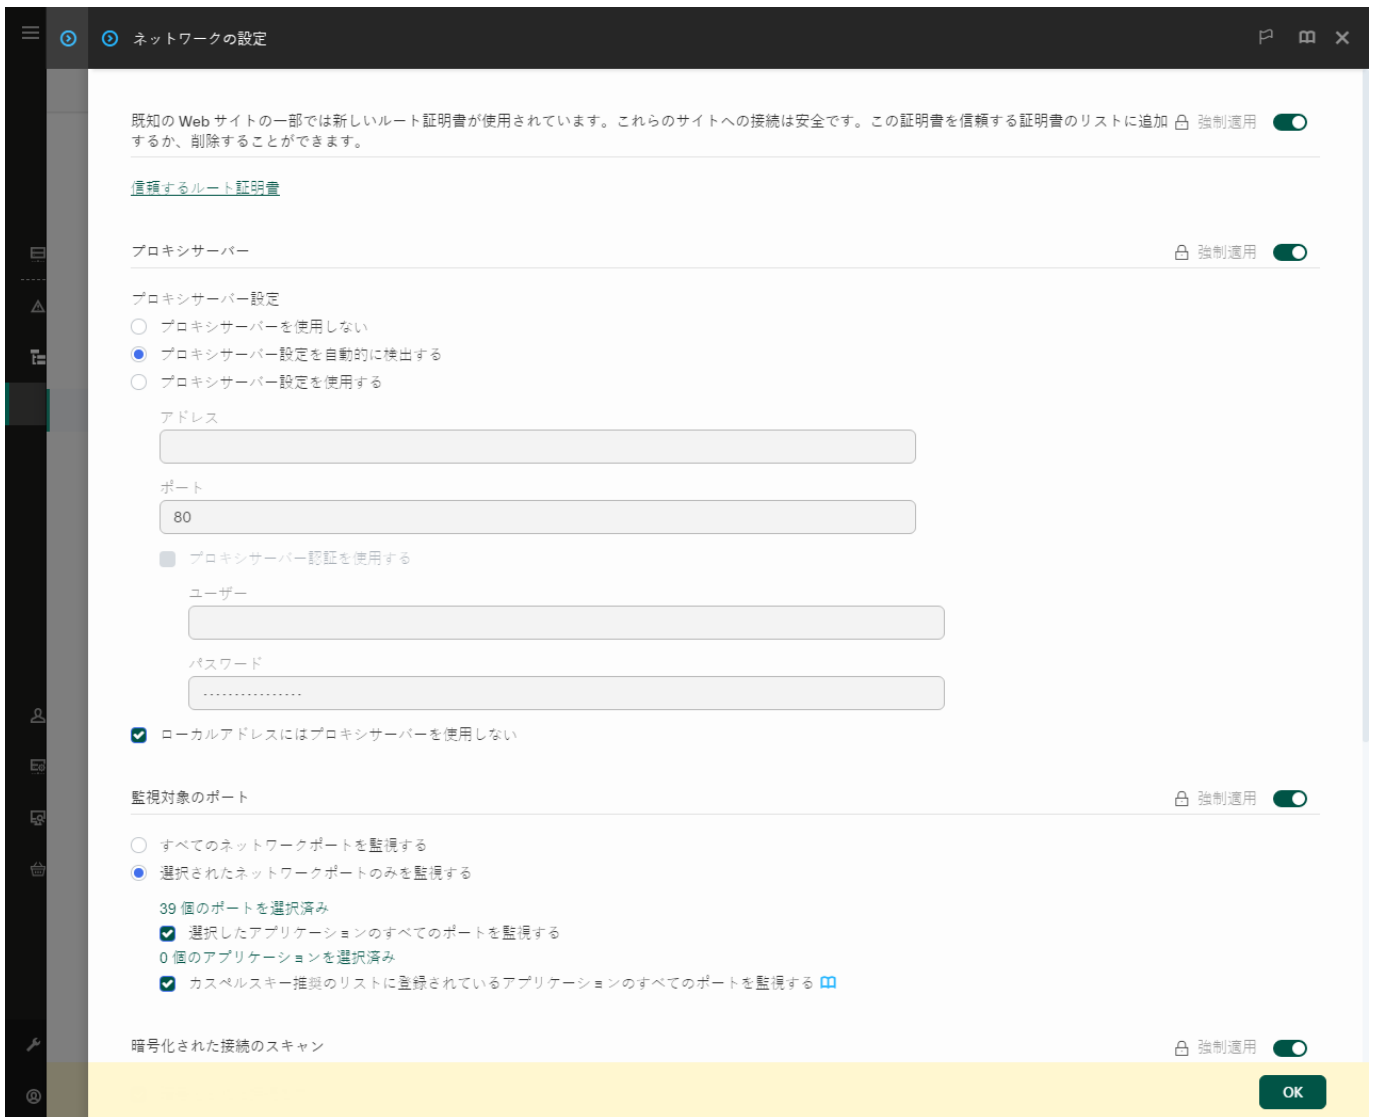 ネットワークの設定
既知の Web サイトの一部では新しいルート証明書が使用されています。これらのサイトへの接続は安全です。この証明書を信頼する証明書のリストに追加
強制適用
するか、削除することができます。
信頼するルート証明書
プロキシサーバー
強制適用
プロキシサーバー設定
プロキシサーバーを使用しない
プロキシサーバー設定を自動的に検出する
プロキシサーバー設定を使用する
アドレス
ポート
80
プロキシサーバー認証を使用する
ユーザー
パスワード
ローカルアドレスにはプロキシサーバーを使用しない
監視対象のポート
強制適用
すべてのネットワークポートを監視する
選択されたネットワークポートのみを監視する
39 個のポートを選択済み
選択したアプリケーションのすべてのポートを監視する
0 個のアプリケーションを選択済み
カスペルスキー推奨のリストに登録されているアプリケーションのすべてのポートを監視する
暗号化された接続のスキャン
強制適用
OK